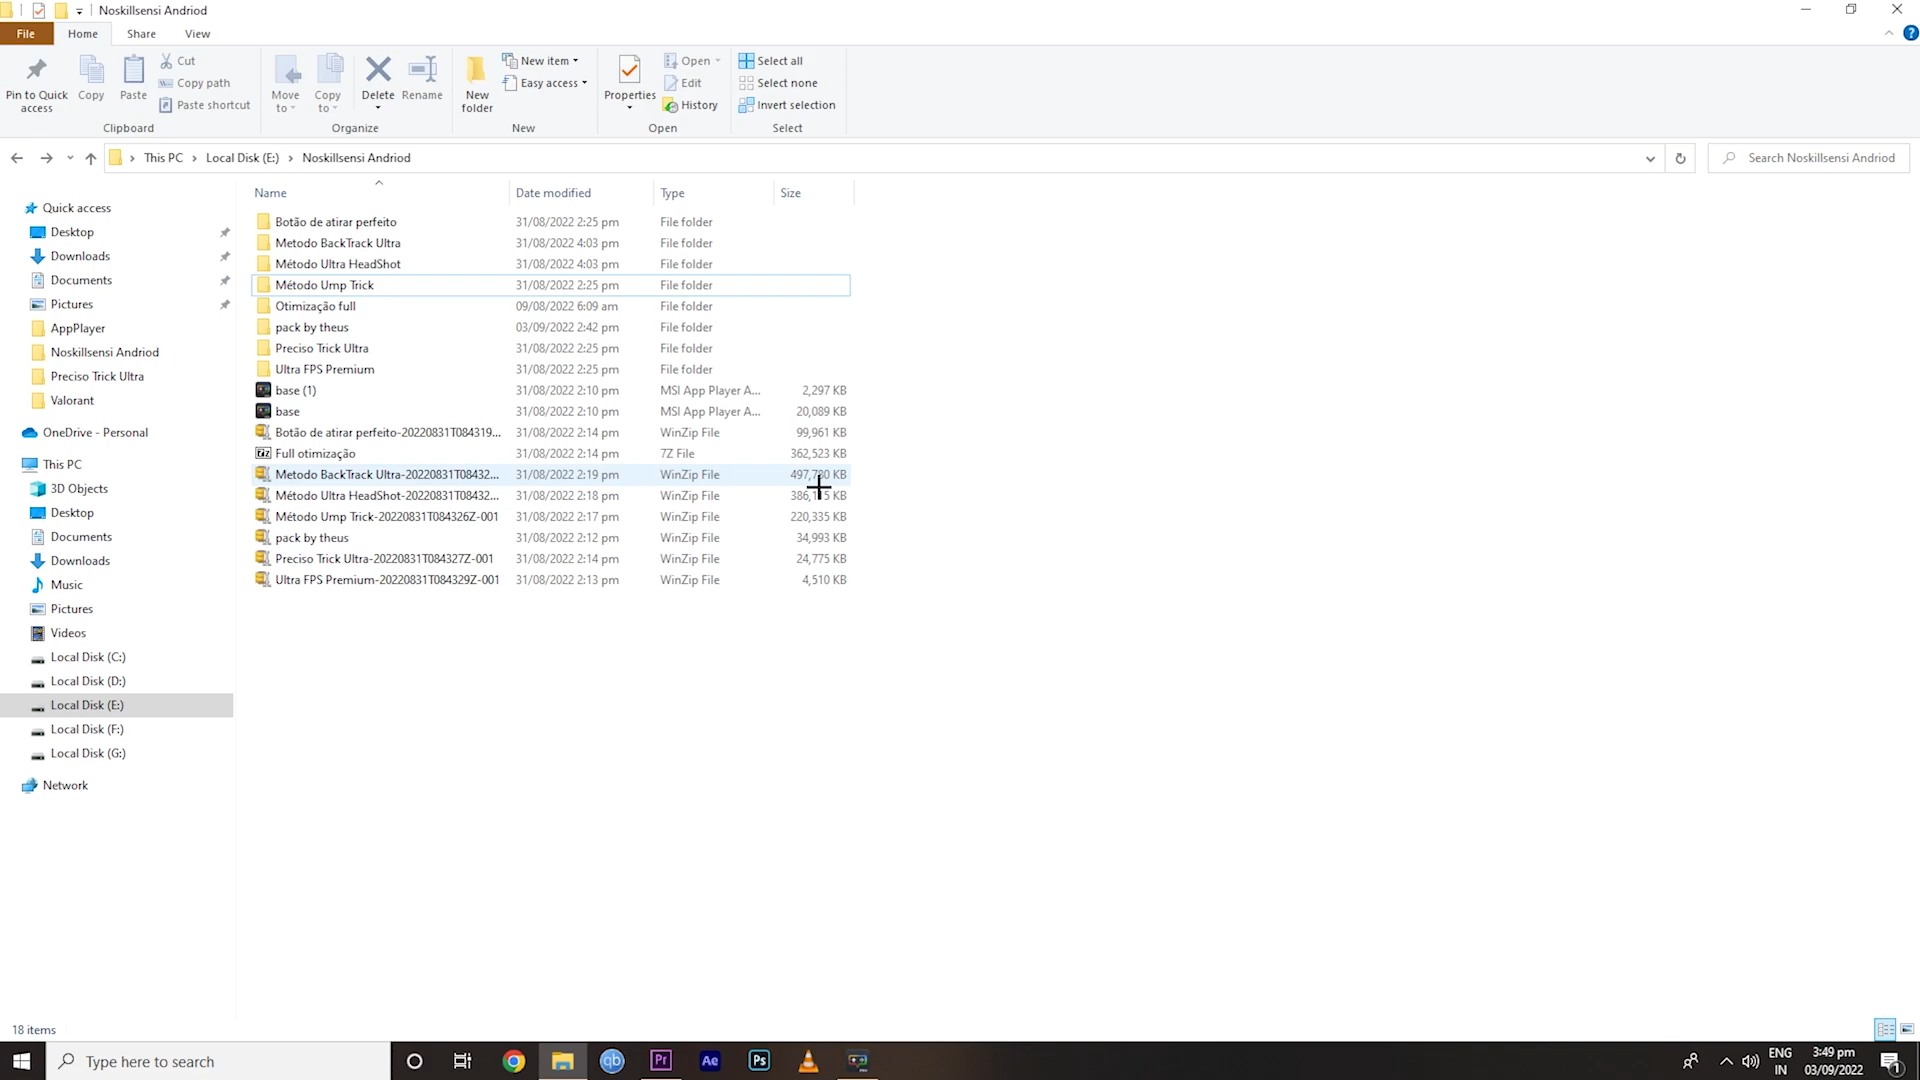 Noskillsensi Andriod
File Home Share View
Pin to Quick access
Copy
Paste
Cut
Copy path
Paste shortcut
Clipboard
Move to
Copy to
Delete
Rename
Organize
New folder
New item
Easy access
New
Properties
Open
Edit
History
Open
Select all
Select none
Invert selection
Select
This PC Local Disk (E:) Noskillsensi Andriod
Search Noskillsensi Andriod
Quick access
Desktop
Downloads
Documents
Pictures
AppPlayer
Noskillsensi Andriod
Preciso Trick Ultra
Valorant
OneDrive - Personal
This PC
3D Objects
Desktop
Documents
Downloads
Music
Pictures
Videos
Local Disk (C:)
Local Disk (D:)
Local Disk (E:)
Local Disk (F:)
Local Disk (G:)
Network
Name Date modified Type Size
Botão de atirar perfeito 31/08/2022 2:25 pm File folder
Metodo BackTrack Ultra 31/08/2022 4:03 pm File folder
Método Ultra HeadShot 31/08/2022 4:03 pm File folder
Método Ump Trick 31/08/2022 2:25 pm File folder
Otimização full 09/08/2022 6:09 am File folder
pack by theus 03/09/2022 2:42 pm File folder
Preciso Trick Ultra 31/08/2022 2:25 pm File folder
Ultra FPS Premium 31/08/2022 2:25 pm File folder
base (1) 31/08/2022 2:10 pm MSI App Player A... 2,297 KB
base 31/08/2022 2:10 pm MSI App Player A... 20,089 KB
Botão de atirar perfeito-20220831T084319... 31/08/2022 2:14 pm WinZip File 99,961 KB
Full otimização 31/08/2022 2:14 pm 7Z File 362,523 KB
Metodo BackTrack Ultra-20220831T08432... 31/08/2022 2:19 pm WinZip File KB
Método Ultra HeadShot-20220831T08432... 31/08/2022 2:18 pm WinZip File KB
Método Ump Trick-20220831T084326Z-001 31/08/2022 2:17 pm WinZip File 220,335 KB
pack by theus 31/08/2022 2:12 pm WinZip File 34,993 KB
Preciso Trick Ultra-20220831T084327Z-001 31/08/2022 2:14 pm WinZip File 24,775 KB
Ultra FPS Premium-20220831T084329Z-001 31/08/2022 2:13 pm WinZip File 4,510 KB
18 items
Type here to search
qb
Pr
Ae
Ps
ENG
IN
3:49 pm
03/09/2022
1